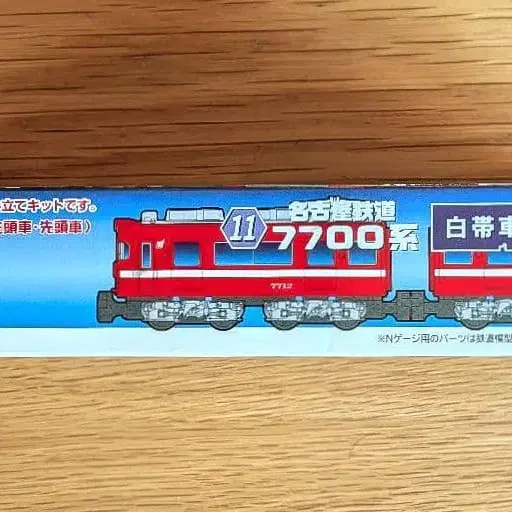 立てキットです。
頭車・先頭車)
11
名古屋鉄道
7700系
白帯車
7712
※Nゲージ用のパーツは鉄道模型